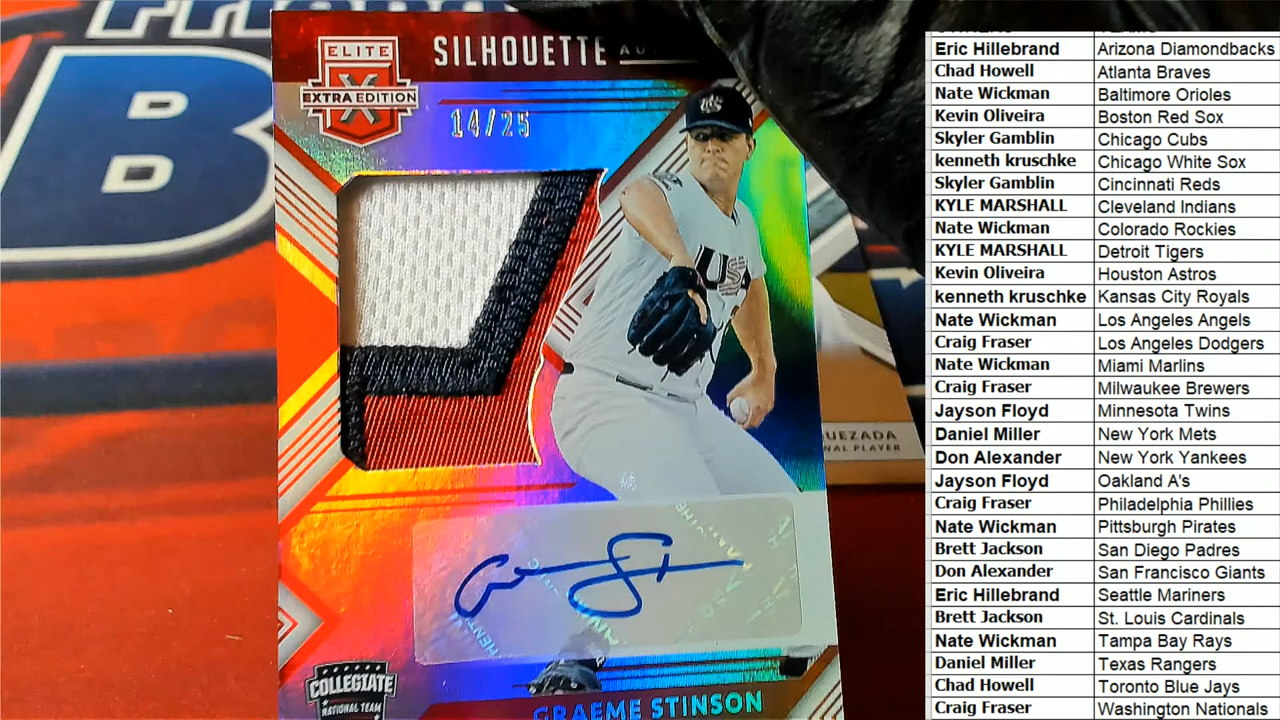 B
ELITE
X
EXTRA EDITION
SILHOUETTE
14/25
USA
UEZADA
NAL PLAYER
COLLEGIATE
NATIONAL TEAM
GRAEME STINSON
Eric Hillebrand Arizona Diamondbacks
Chad Howell Atlanta Braves
Nate Wickman Baltimore Orioles
Kevin Oliveira Boston Red Sox
Skyler Gamblin Chicago Cubs
kenneth kruschke Chicago White Sox
Skyler Gamblin Cincinnati Reds
KYLE MARSHALL Cleveland Indians
Nate Wickman Colorado Rockies
KYLE MARSHALL Detroit Tigers
Kevin Oliveira Houston Astros
kenneth kruschke Kansas City Royals
Nate Wickman Los Angeles Angels
Craig Fraser Los Angeles Dodgers
Nate Wickman Miami Marlins
Craig Fraser Milwaukee Brewers
Jayson Floyd Minnesota Twins
Daniel Miller New York Mets
Don Alexander New York Yankees
Jayson Floyd Oakland A's
Craig Fraser Philadelphia Phillies
Nate Wickman Pittsburgh Pirates
Brett Jackson San Diego Padres
Don Alexander San Francisco Giants
Eric Hillebrand Seattle Mariners
Brett Jackson St. Louis Cardinals
Nate Wickman Tampa Bay Rays
Daniel Miller Texas Rangers
Chad Howell Toronto Blue Jays
Craig Fraser Washington Nationals